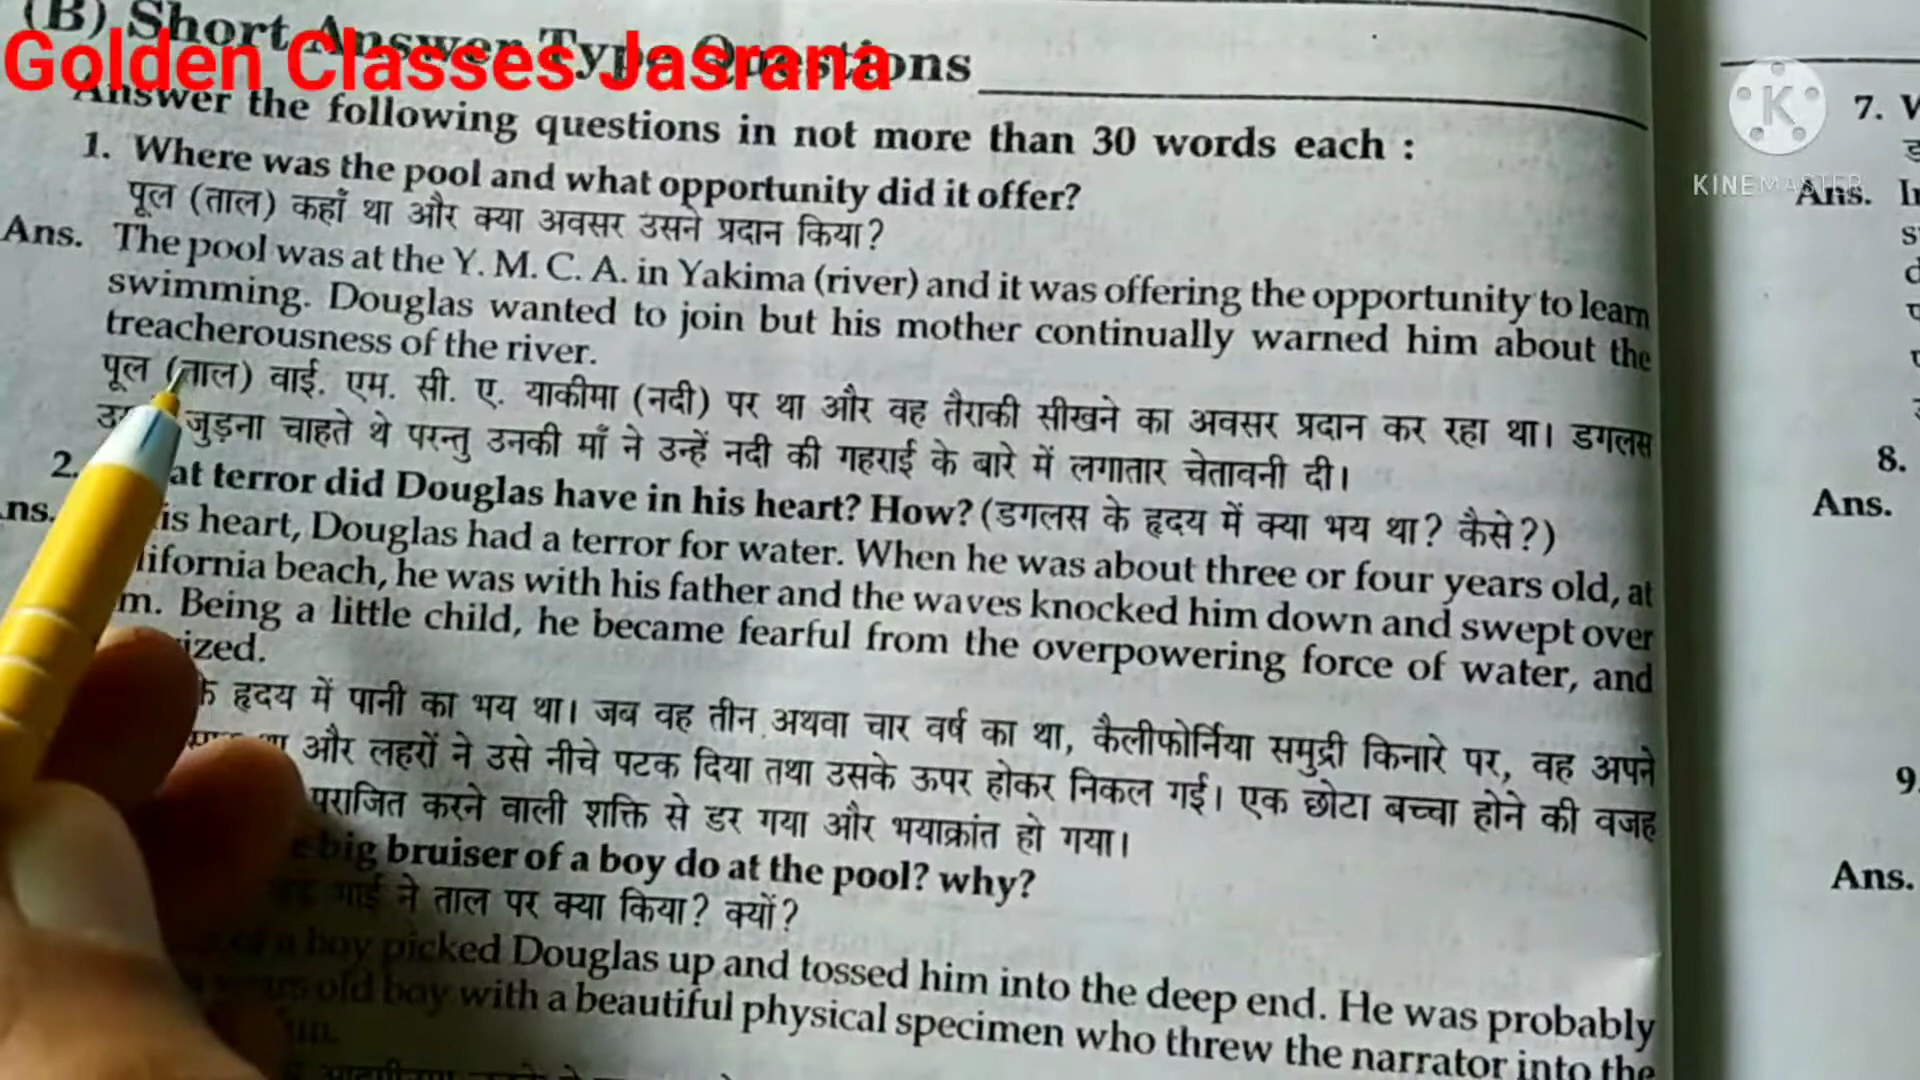 (B) Short Answer Type Questions
Golden Classes Jasrana
Answer the following questions in not more than 30 words each :
1. Where was the pool and what opportunity did it offer?
पूल (ताल) कहाँ था और क्या अवसर उसने प्रदान किया?
Ans. The pool was at the Y. M. C. A. in Yakima (river) and it was offering the opportunity to learn
swimming. Douglas wanted to join but his mother continually warned him about the
treacherousness of the river.
पूल (ताल) वाई. एम. सी. ए. याकीमा (नदी) पर था और वह तैराकी सीखने का अवसर प्रदान कर रहा था। डगलस
जुड़ना चाहते थे परन्तु उनकी माँ ने उन्हें नदी की गहराई के बारे में लगातार चेतावनी दी।
2. at terror did Douglas have in his heart? How? (डगलस के हृदय में क्या भय था? कैसे?)
ns. is heart, Douglas had a terror for water. When he was about three or four years old, at
lifornia beach, he was with his father and the waves knocked him down and swept over
m. Being a little child, he became fearful from the overpowering force of water, and
ized.
के हृदय में पानी का भय था। जब वह तीन अथवा चार वर्ष का था, कैलीफोर्निया समुद्री किनारे पर, वह अपने
और लहरों ने उसे नीचे पटक दिया तथा उसके ऊपर होकर निकल गई। एक छोटा बच्चा होने की वजह
पराजित करने वाली शक्ति से डर गया और भयाक्रांत हो गया।
e big bruiser of a boy do at the pool? why?
भाई ने ताल पर क्या किया? क्यों?
of a boy picked Douglas up and tossed him into the deep end. He was probably
years old boy with a beautiful physical specimen who threw the narrator into the
KINEMASTER
7.
Ans.
8.
Ans.
9.
Ans.